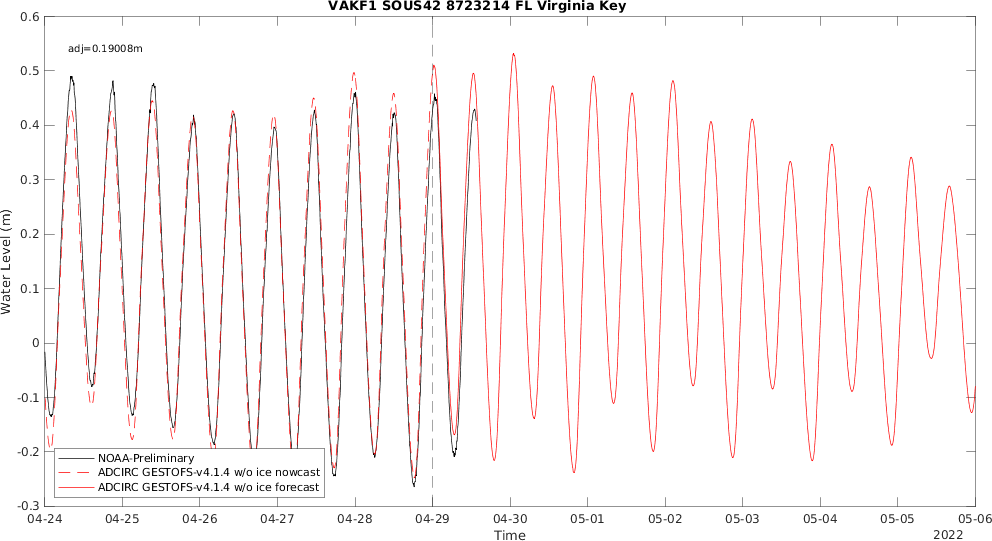 VAKF1 SOUS42 8723214 FL Virginia Key
adj=0.19008m
0.6
0.5
0.4
0.3
0.2
0.1
0
-0.1
-0.2
-0.3
Water Level (m)
NOAA-Preliminary
ADCIRC GESTOFS-v4.1.4 w/o ice nowcast
ADCIRC GESTOFS-v4.1.4 w/o ice forecast
04-24 04-25 04-26 04-27 04-28 04-29 04-30 05-01 05-02 05-03 05-04 05-05 05-06
Time
2022